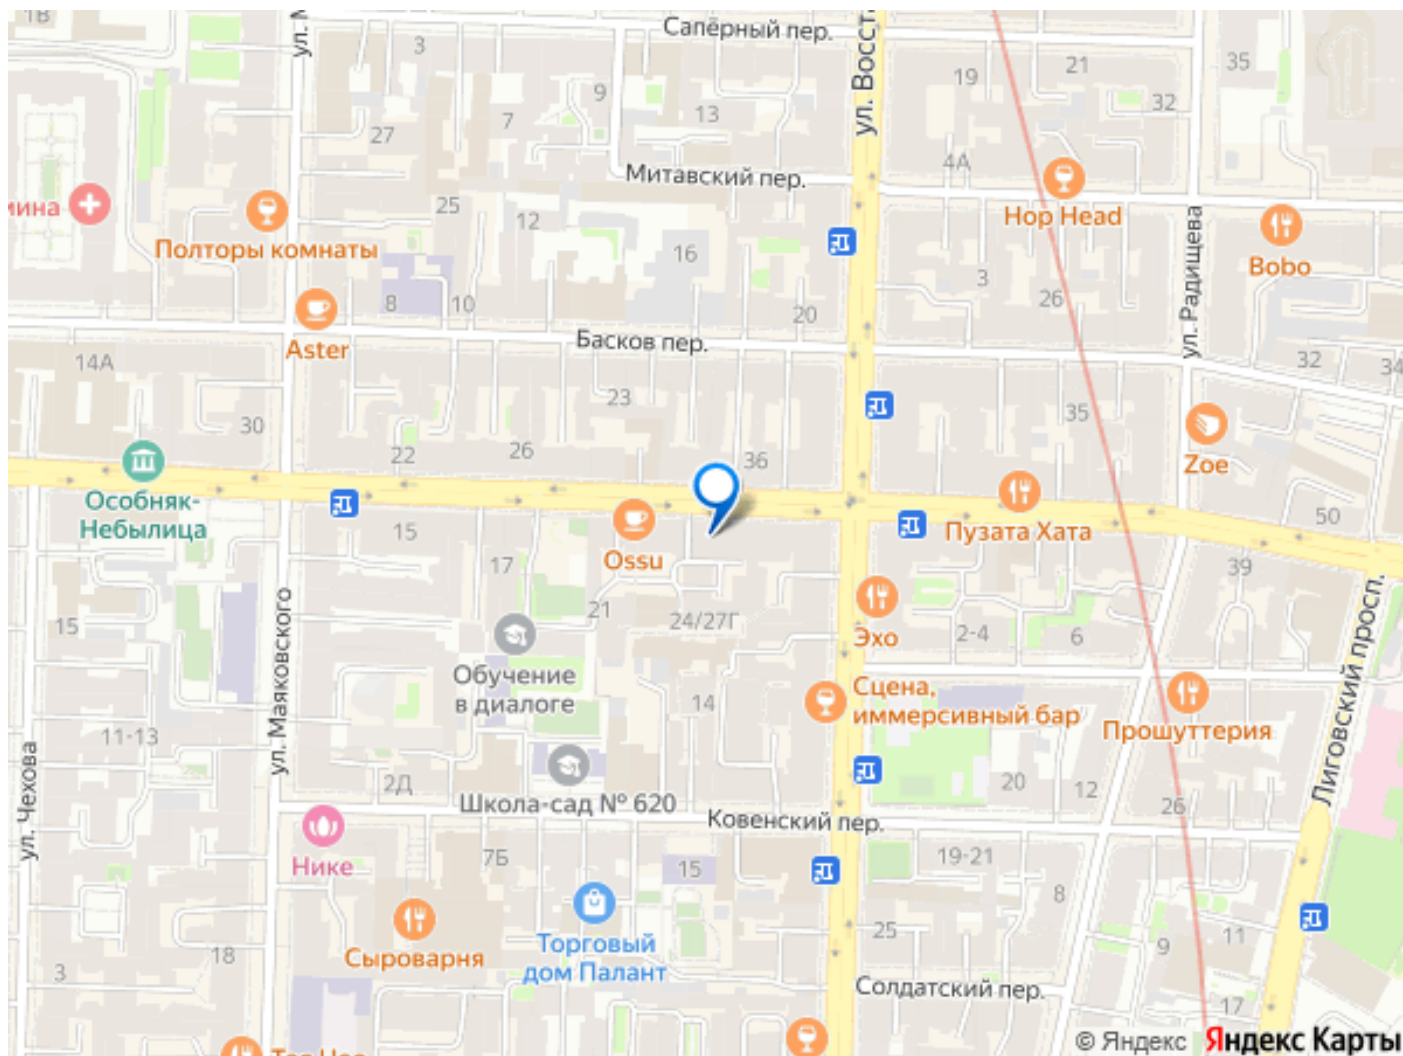 1В
ул. М
3
Сапёрный пер.
ул. Восста
19
21
35
9
32
27
7
13
4А
мина
Митавский пер.
Hop Head
25
12
Полторы комнаты
16
3
26
Bobo
ул. Радищева
8
10
20
Aster
Басков пер.
14А
32
34
23
35
30
22
26
36
Zoe
Особняк-
Небылица
15
Ossu
Пузата Хата
50
17
39
21
24/27Г
15
Эхо
2-4
6
Обучение
в диалоге
14
Сцена,
иммерсивный бар
Прошуттерия
Лиговский просп.
ул. Маяковского
11-13
ул. Чехова
2Д
Школа-сад № 620
20
12
26
Ковенский пер.
Нике
7Б
15
19-21
8
Сыроварня
Торговый
дом Палант
25
9
11
3
18
Солдатский пер.
17
© Яндекс Яндекс Карты